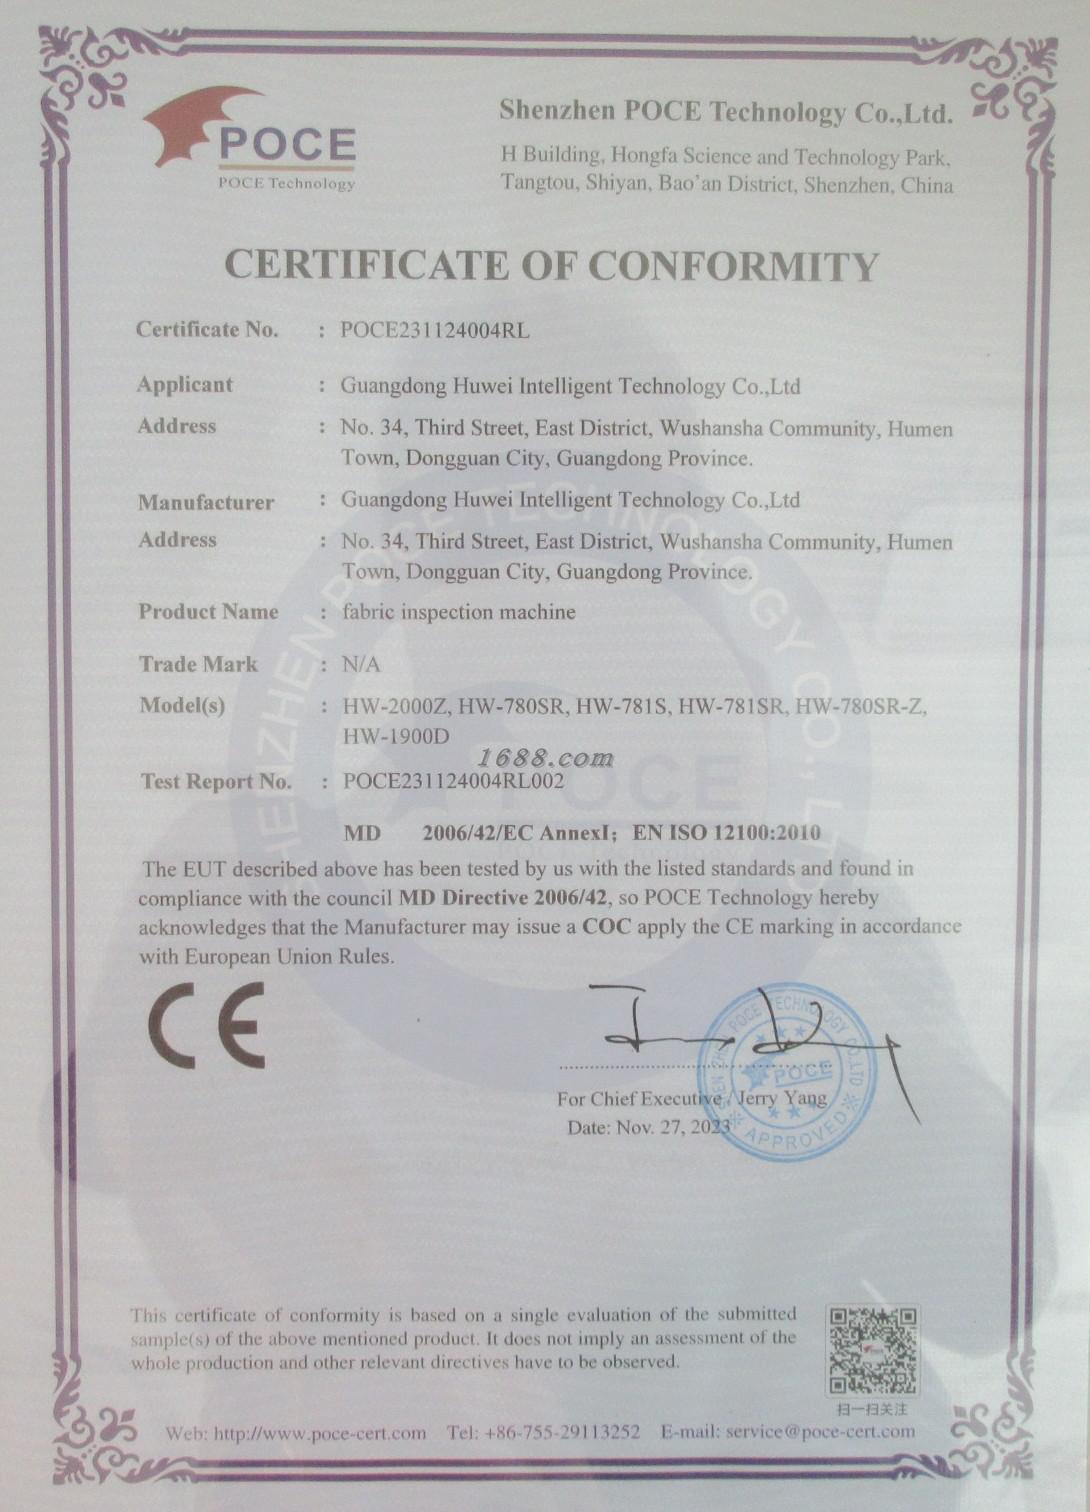 POCE
POCE Technology
Shenzhen POCE Technology Co.,Ltd.
H Building, Hongfa Science and Technology Park,
Tangtou, Shiyan, Bao'an District, Shenzhen, China
CERTIFICATE OF CONFORMITY
Certificate No. : POCE231124004RL
Applicant : Guangdong Huwei Intelligent Technology Co.,Ltd
Address : No. 34, Third Street, East District, Wushansha Community, Humen
Town, Dongguan City, Guangdong Province.
Manufacturer : Guangdong Huwei Intelligent Technology Co.,Ltd
Address : No. 34, Third Street, East District, Wushansha Community, Humen
Town, Dongguan City, Guangdong Province.
Product Name : fabric inspection machine
Trade Mark : N/A
Model(s) : HW-2000Z, HW-780SR, HW-781S, HW-781SR, HW-780SR-Z,
HW-1900D
1688.com
Test Report No. : POCE231124004RL002
MD 2006/42/EC AnnexI; EN ISO 12100:2010
The EUT described above has been tested by us with the listed standards and found in
compliance with the council MD Directive 2006/42, so POCE Technology hereby
acknowledges that the Manufacturer may issue a COC apply the CE marking in accordance
with European Union Rules.
CE
For Chief Executive / Jerry Yang
Date: Nov. 27, 2023
SHENZHEN POCE TECHNOLOGY CO.,LTD
POCE
APPROVED
SHENZHEN POCE TECHNOLOGY CO., LTD
POCE
This certificate of conformity is based on a single evaluation of the submitted
sample(s) of the above mentioned product. It does not imply an assessment of the
whole production and other relevant directives have to be observed.
扫一扫关注
Web: http://www.poce-cert.com Tel: +86-755-29113252 E-mail: service@poce-cert.com